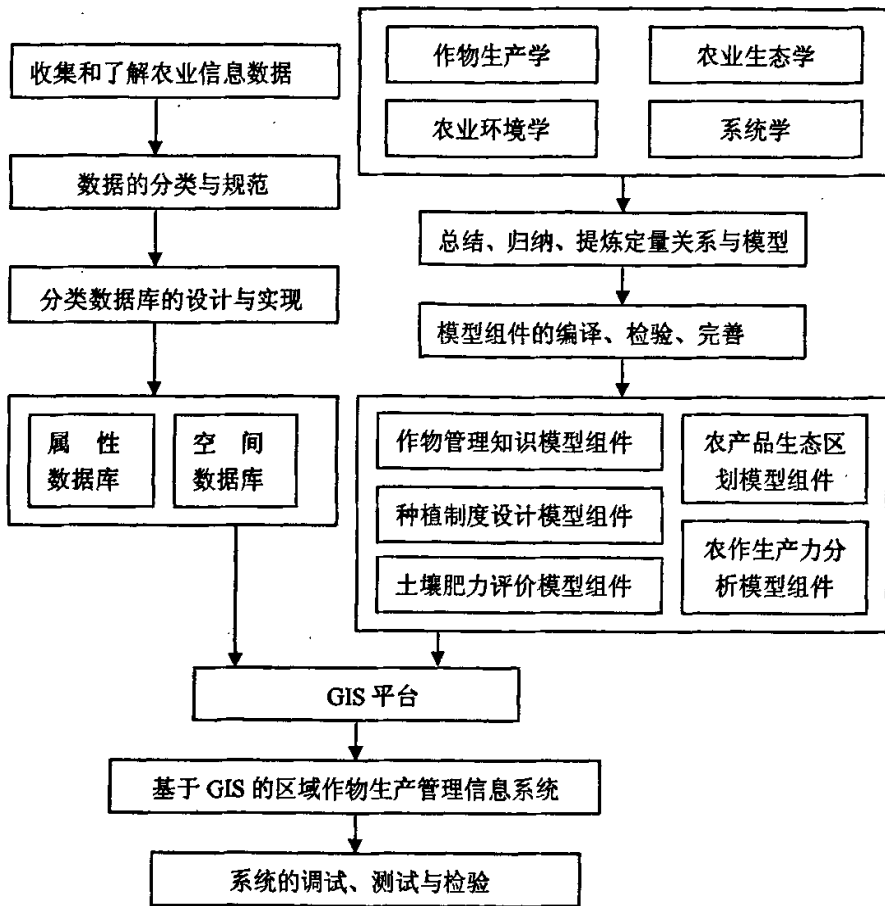 收集和了解农业信息数据
数据的分类与规范
分类数据库的设计与实现
属 性
数据库
空 间
数据库
作物生产学
农业生态学
农业环境学
系统学
总结、归纳、提炼定量关系与模型
模型组件的编译、检验、完善
作物管理知识模型组件
种植制度设计模型组件
土壤肥力评价模型组件
农产品生态区
划模型组件
农作生产力分
析模型组件
GIS 平台
基于 GIS 的区域作物生产管理信息系统
系统的调试、测试与检验